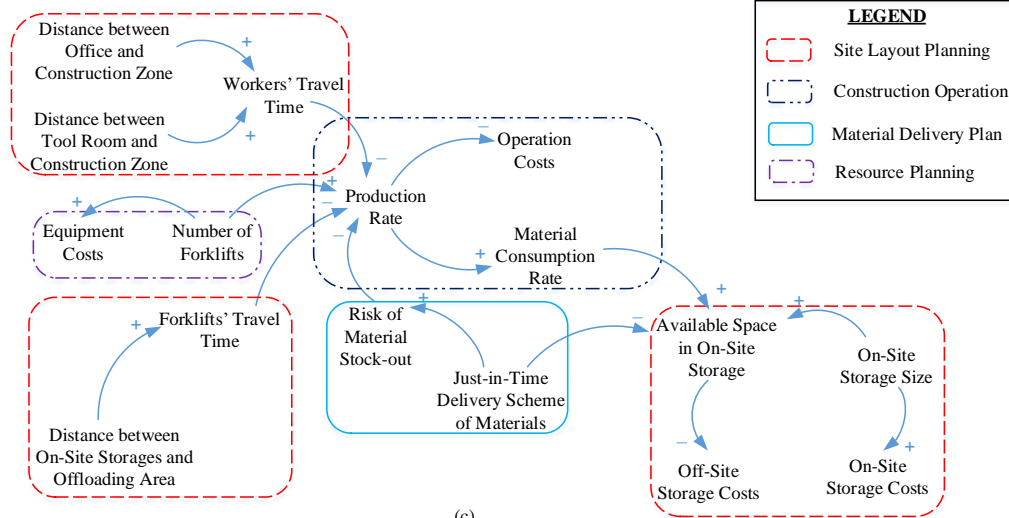 LEGEND
Site Layout Planning
Construction Operation
Material Delivery Plan
Resource Planning
Distance between
Office and
Construction Zone
+
Workers' Travel
Time
Distance between
Tool Room and
Construction Zone
+
−
Operation
Costs
−
Production
Rate
+
−
−
+
Equipment
Costs
Number of
Forklifts
Material
Consumption
Rate
+
+
Forklifts' Travel
Time
+
Distance between
On-Site Storages and
Offloading Area
Risk of
Material
Stock-out
+
Just-in-Time
Delivery Scheme
of Materials
−
Available Space
in On-Site
Storage
+
On-Site
Storage Size
−
Off-Site
Storage Costs
+
On-Site
Storage Costs
(c)